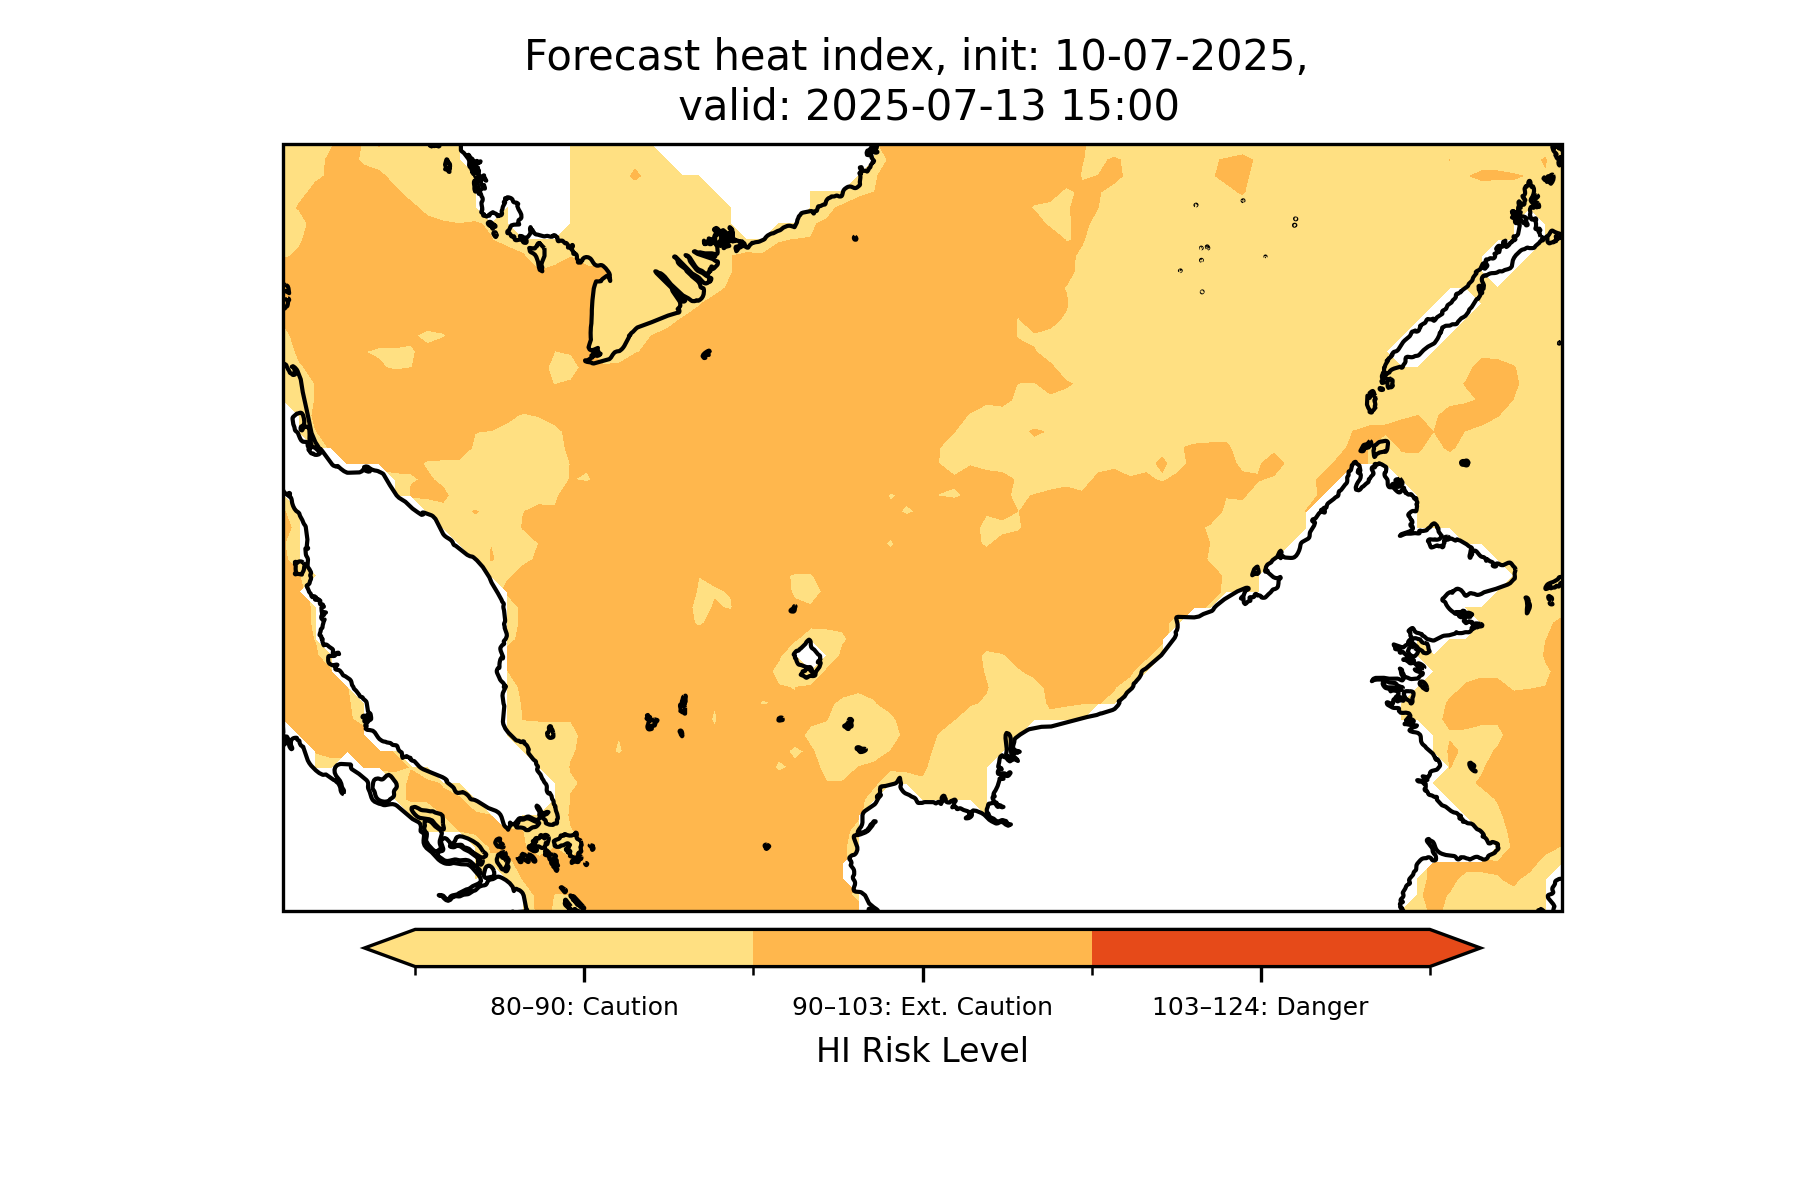 Forecast heat index, init: 10-07-2025,
valid: 2025-07-13 15:00
80–90: Caution
90–103: Ext. Caution
103–124: Danger
HI Risk Level